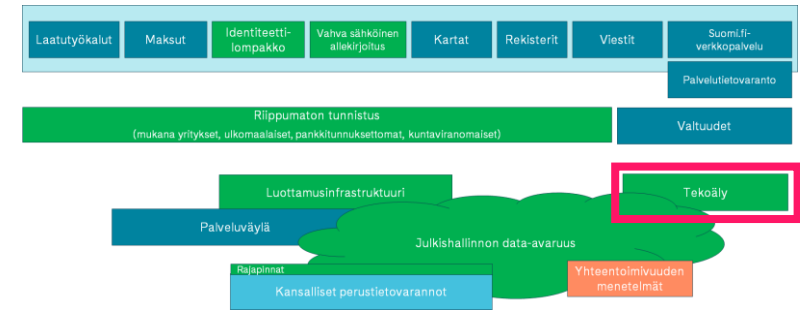 Laatutyökalut
Maksut
Identiteetti-
lompakko
Vahva sähköinen
allekirjoitus
Kartat
Rekisterit
Viestit
Suomi.fi-
verkkopalvelu
Palvelutietovaranto
Riippumaton tunnistus
(mukana yritykset, ulkomaalaiset, pankkitunnuksettomat, kuntaviranomaiset)
Valtuudet
Luottamusinfrastruktuuri
Tekoäly
Palveluväylä
Julkishallinnon data-avaruus
Rajapinnat
Kansalliset perustietovarannot
Yhteentoimivuuden
menetelmät